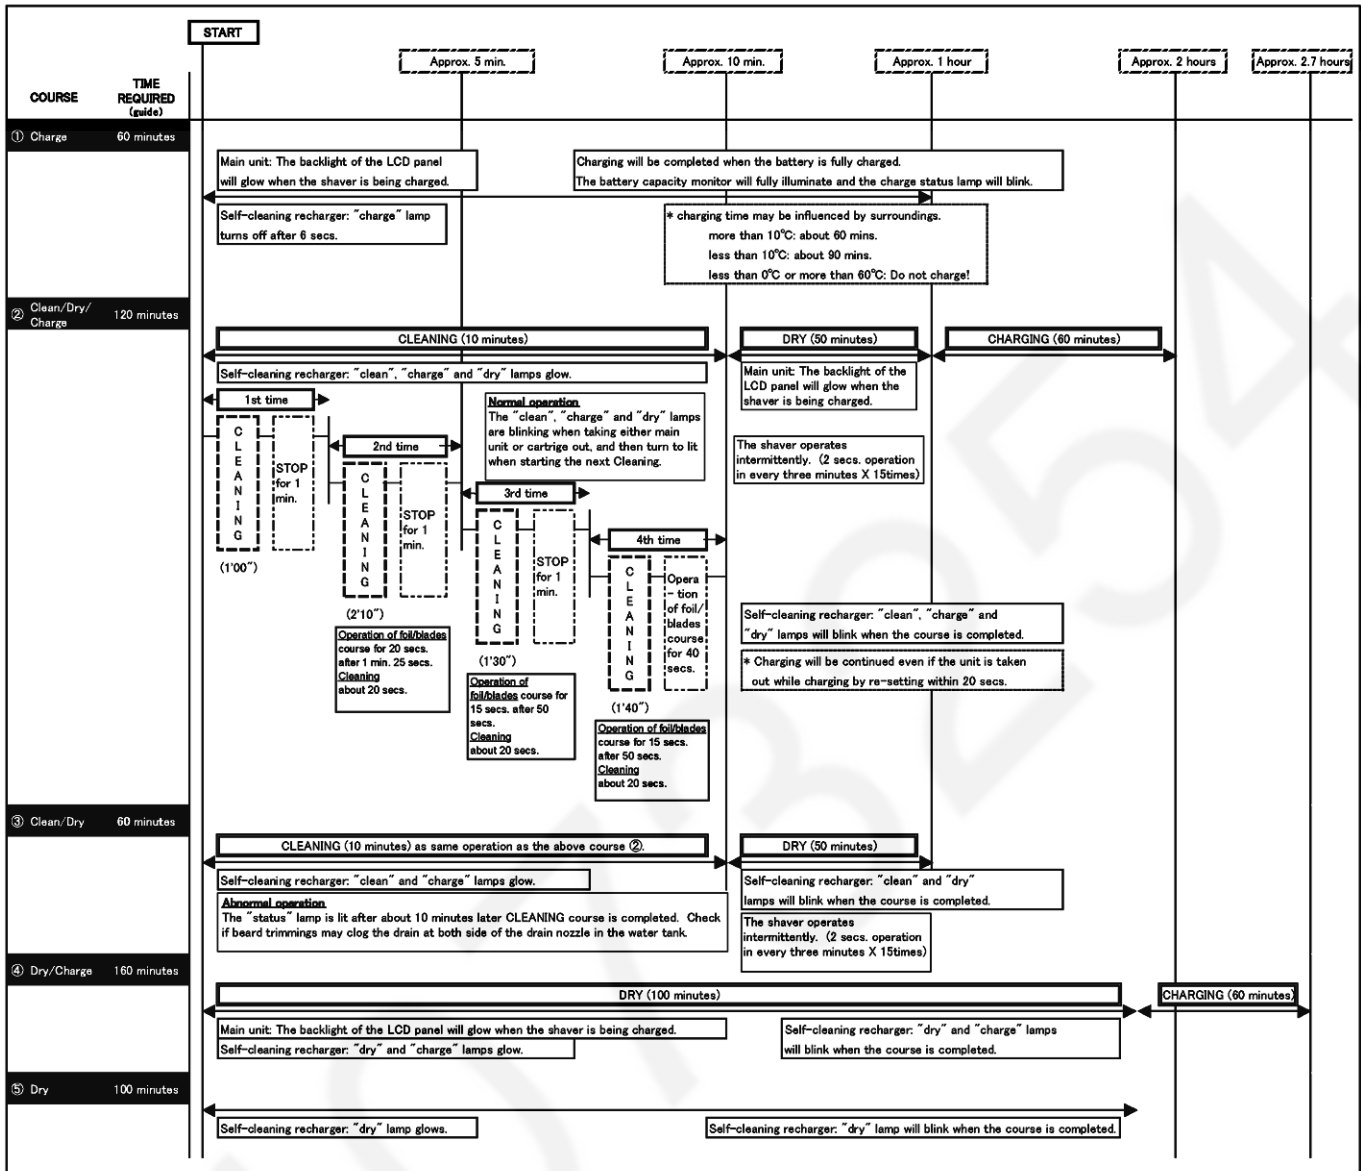 START
Approx. 5 min.
Approx. 10 min.
Approx. 1 hour
Approx. 2 hours
Approx. 2.7 hours
COURSE
TIME
REQUIRED
(guide)
① Charge 60 minutes
Main unit: The backlight of the LCD panel
will glow when the shaver is being charged.
Charging will be completed when the battery is fully charged.
The battery capacity monitor will fully illuminate and the charge status lamp will blink.
Self-cleaning recharger: "charge" lamp
turns off after 6 secs.
* charging time may be influenced by surroundings.
more than 10℃: about 60 mins.
less than 10℃: about 90 mins.
less than 0℃ or more than 60℃: Do not charge!
② Clean/Dry/
Charge
120 minutes
CLEANING (10 minutes)
DRY (50 minutes)
CHARGING (60 minutes)
Self-cleaning recharger: "clean", "charge" and "dry" lamps glow.
Main unit: The backlight of the
LCD panel will glow when the
shaver is being charged.
1st time
CLEANING
STOP
for 1
min.
(1'00")
2nd time
CLEANING
STOP
for 1
min.
(2'10")
Operation of foil/blades
course for 20 secs.
after 1 min. 25 secs.
Cleaning
about 20 secs.
Normal operation
The "clean", "charge" and "dry" lamps
are blinking when taking either main
unit or cartrige out, and then turn to lit
when starting the next Cleaning.
3rd time
CLEANING
STOP
for 1
min.
(1'30")
Operation of
foil/blades course for
15 secs. after 50
secs.
Cleaning
about 20 secs.
4th time
CLEANING
Opera
- tion
of foil/
blades
course
for 40
secs.
(1'40")
Operation of foil/blades
course for 15 secs.
after 50 secs.
Cleaning
about 20 secs.
The shaver operates
intermittently. (2 secs. operation
in every three minutes X 15times)
Self-cleaning recharger: "clean", "charge" and
"dry" lamps will blink when the course is completed.
* Charging will be continued even if the unit is taken
out while charging by re-setting within 20 secs.
③ Clean/Dry 60 minutes
CLEANING (10 minutes) as same operation as the above course ②.
DRY (50 minutes)
Self-cleaning recharger: "clean" and "charge" lamps glow.
Self-cleaning recharger: "clean" and "dry"
lamps will blink when the course is completed.
Abnormal operation
The "status" lamp is lit after about 10 minutes later CLEANING course is completed. Check
if beard trimmings may clog the drain at both side of the drain nozzle in the water tank.
The shaver operates
intermittently. (2 secs. operation
in every three minutes X 15times)
④ Dry/Charge 160 minutes
DRY (100 minutes)
CHARGING (60 minutes)
Main unit: The backlight of the LCD panel will glow when the shaver is being charged.
Self-cleaning recharger: "dry" and "charge" lamps glow.
Self-cleaning recharger: "dry" and "charge" lamps
will blink when the course is completed.
⑤ Dry 100 minutes
Self-cleaning recharger: "dry" lamp glows.
Self-cleaning recharger: "dry" lamp will blink when the course is completed.